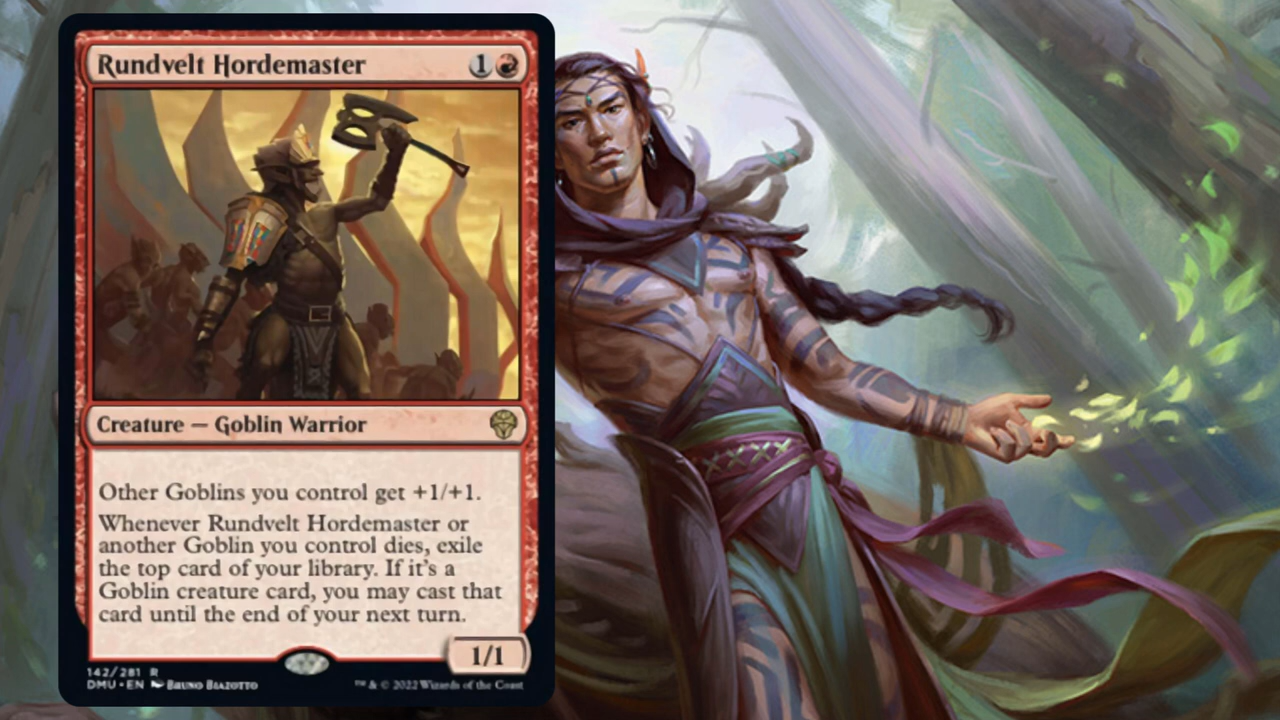 Rundvelt Hordemaster 1
Creature — Goblin Warrior
Other Goblins you control get +1/+1.
Whenever Rundvelt Hordemaster or
another Goblin you control dies, exile
the top card of your library. If it's a
Goblin creature card, you may cast that
card until the end of your next turn.
1/1
142/281 R
DMU • EN Bruno Biazotto
™ & © 2022 Wizards of the Coast